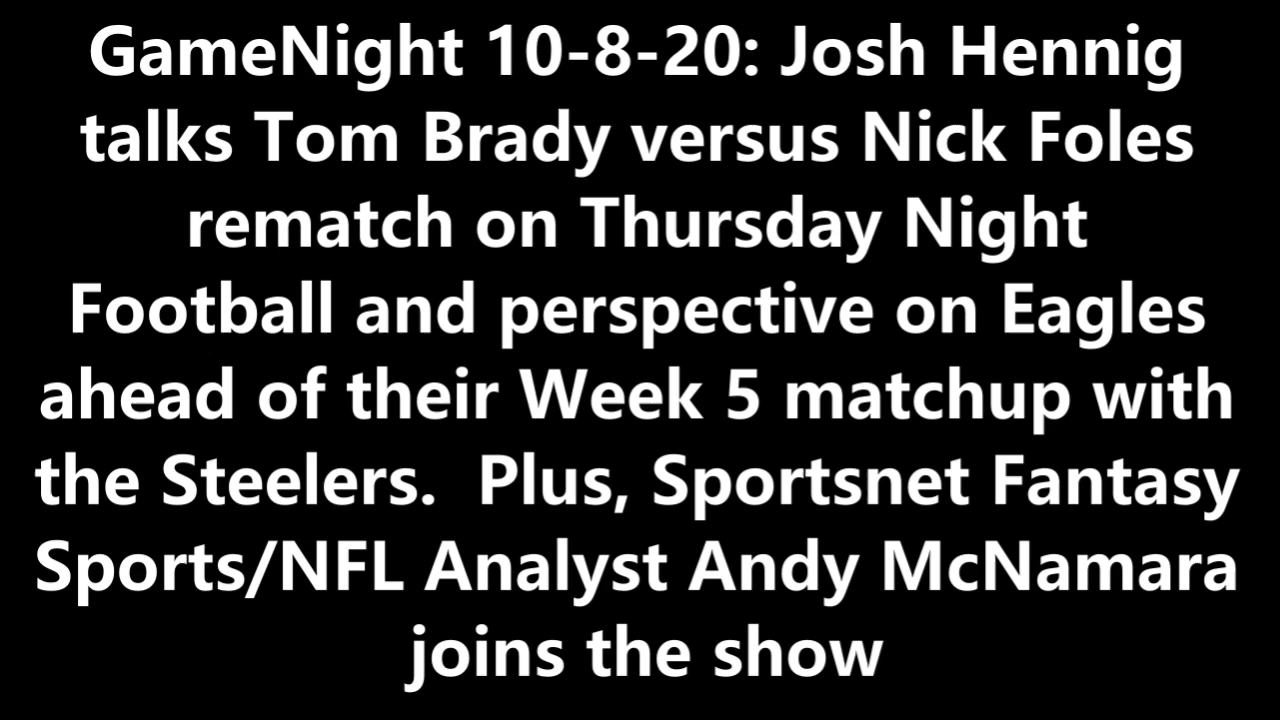 GameNight 10-8-20: Josh Hennig
talks Tom Brady versus Nick Foles
rematch on Thursday Night
Football and perspective on Eagles
ahead of their Week 5 matchup with
the Steelers.  Plus, Sportsnet Fantasy
Sports/NFL Analyst Andy McNamara
joins the show